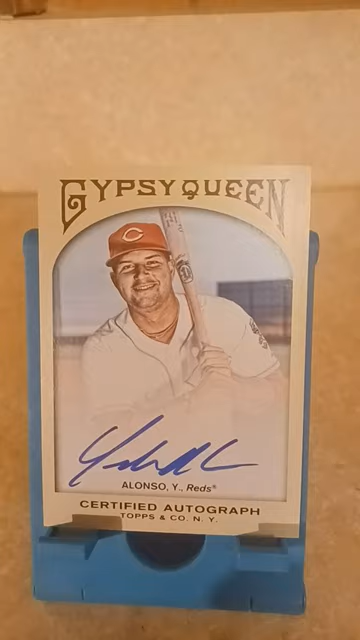 GYPSY QUEEN
C
ALONSO, Y., Reds®
CERTIFIED AUTOGRAPH
TOPPS & CO. N. Y.